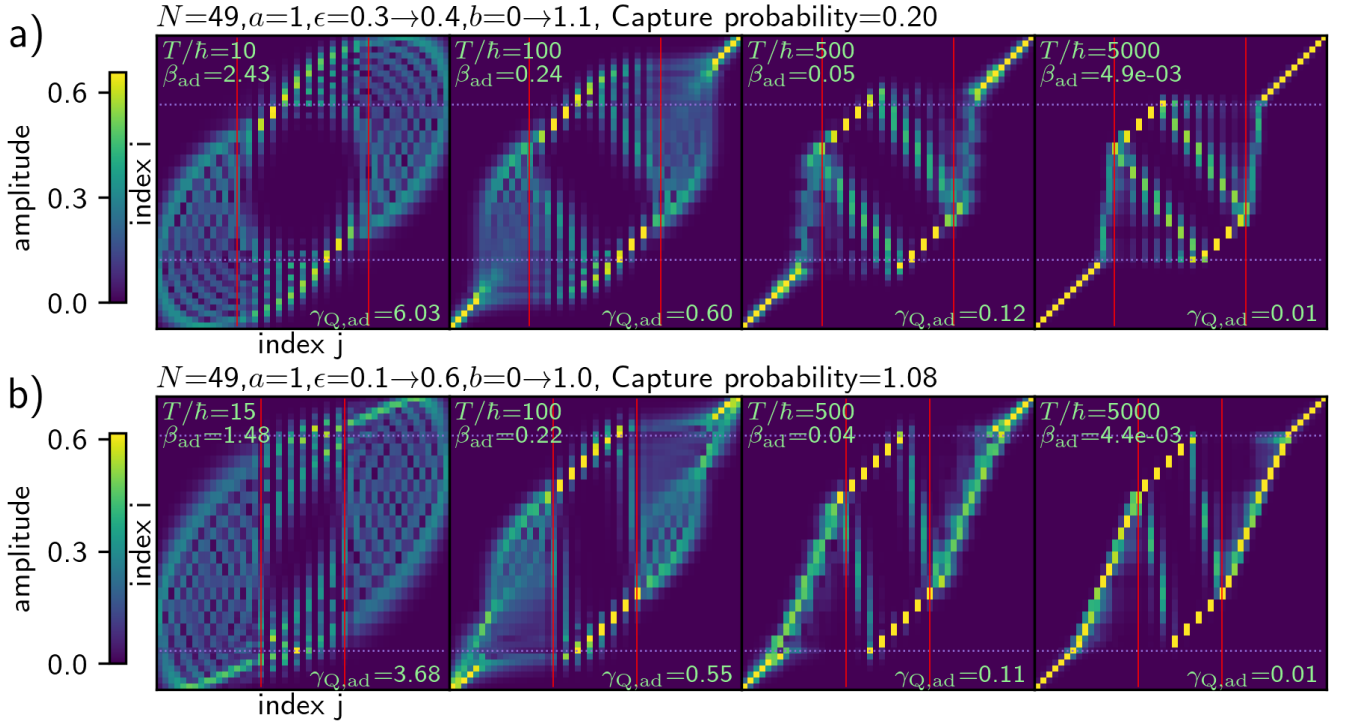 a)
N=49,a=1,ϵ=0.3→0.4,b=0→1.1, Capture probability=0.20
T/ℏ=10
β_ad=2.43
γ_Q,ad=6.03
T/ℏ=100
β_ad=0.24
γ_Q,ad=0.60
T/ℏ=500
β_ad=0.05
γ_Q,ad=0.12
T/ℏ=5000
β_ad=4.9e-03
γ_Q,ad=0.01
amplitude
0.6
0.3
0.0
index i
index j
b)
N=49,a=1,ϵ=0.1→0.6,b=0→1.0, Capture probability=1.08
T/ℏ=15
β_ad=1.48
γ_Q,ad=3.68
T/ℏ=100
β_ad=0.22
γ_Q,ad=0.55
T/ℏ=500
β_ad=0.04
γ_Q,ad=0.11
T/ℏ=5000
β_ad=4.4e-03
γ_Q,ad=0.01
amplitude
0.6
0.3
0.0
index i
index j